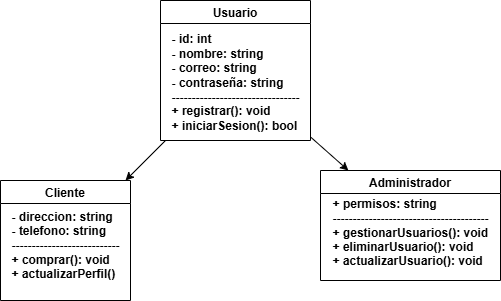 Usuario
- id: int
- nombre: string
- correo: string
- contraseña: string
--------------------------------
+ registrar(): void
+ iniciarSesion(): bool
Cliente
- direccion: string
- telefono: string
---------------------------
+ comprar(): void
+ actualizarPerfil()
Administrador
+ permisos: string
---------------------------------------
+ gestionarUsuarios(): void
+ eliminarUsuario(): void
+ actualizarUsuario(): void